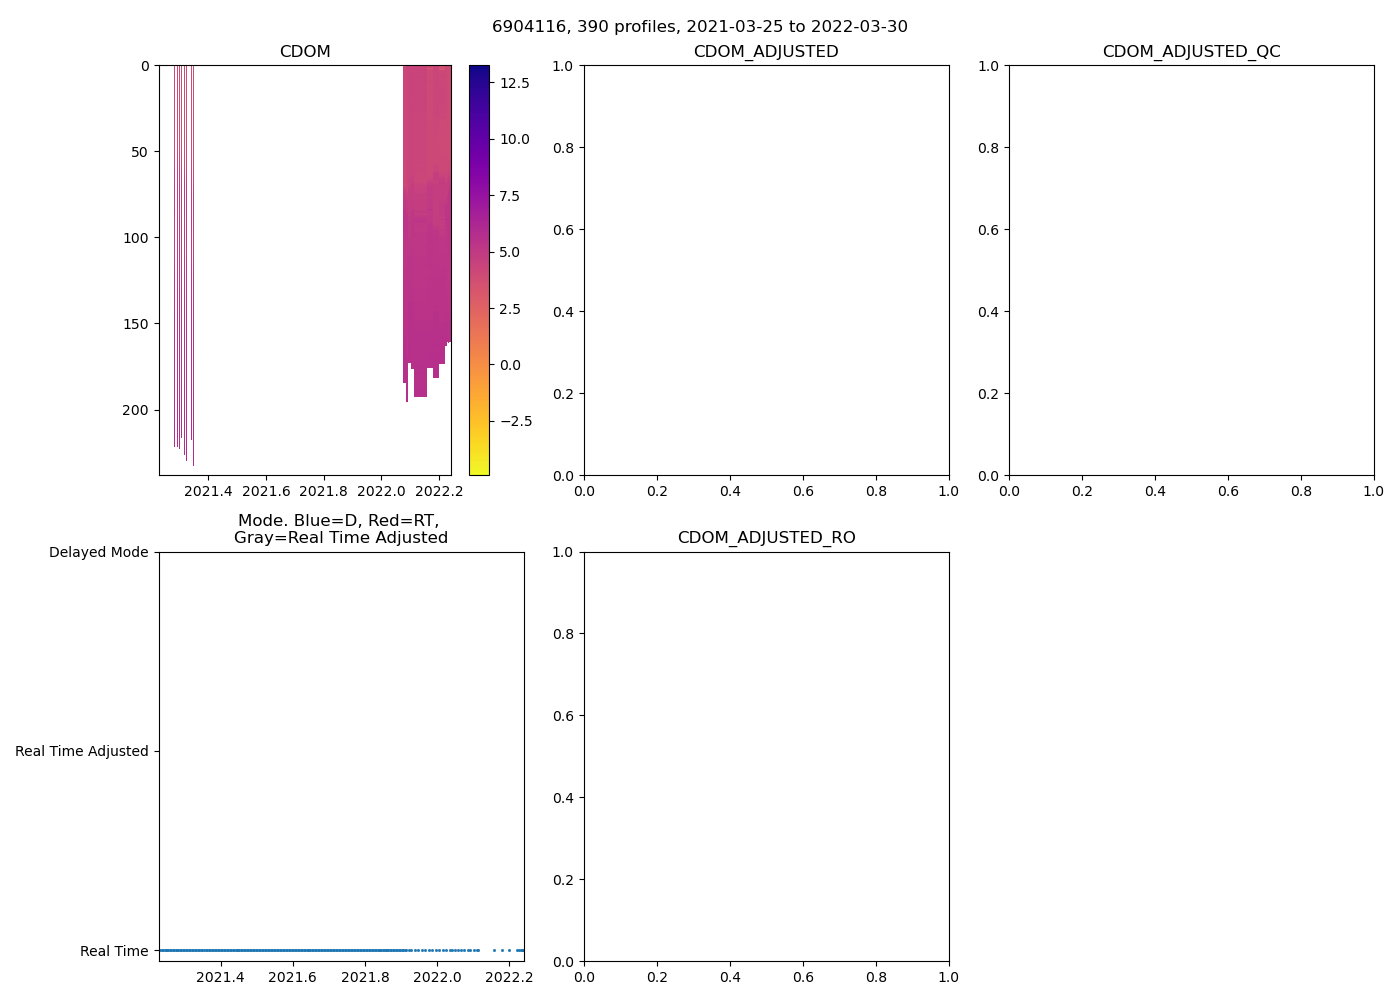 6904116, 390 profiles, 2021-03-25 to 2022-03-30
CDOM
0
50
100
150
200
2021.4 2021.6 2021.8 2022.0 2022.2
12.5
10.0
7.5
5.0
2.5
0.0
−2.5
CDOM_ADJUSTED
1.0
0.8
0.6
0.4
0.2
0.0
0.0 0.2 0.4 0.6 0.8 1.0
CDOM_ADJUSTED_QC
1.0
0.8
0.6
0.4
0.2
0.0
0.0 0.2 0.4 0.6 0.8 1.0
Mode. Blue=D, Red=RT,
Gray=Real Time Adjusted
Delayed Mode
Real Time Adjusted
Real Time
2021.4 2021.6 2021.8 2022.0 2022.2
CDOM_ADJUSTED_RO
1.0
0.8
0.6
0.4
0.2
0.0
0.0 0.2 0.4 0.6 0.8 1.0